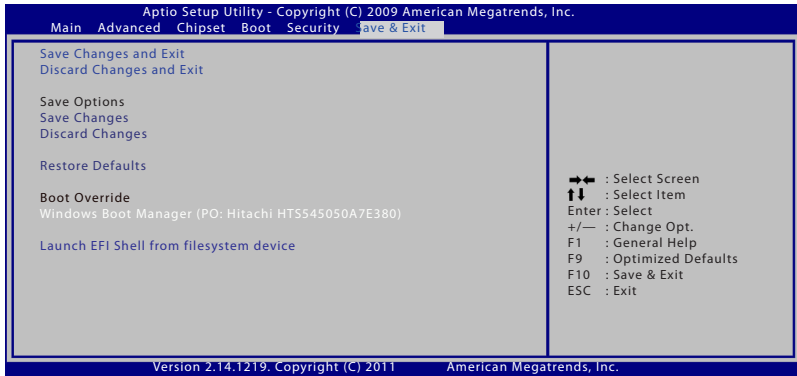 Aptio Setup Utility - Copyright (C) 2009 American Megatrends, Inc.
Main Advanced Chipset Boot Security Save & Exit
Save Changes and Exit
Discard Changes and Exit
Save Options
Save Changes
Discard Changes
Restore Defaults
Boot Override
Windows Boot Manager (PO: Hitachi HTS545050A7E380)
Launch EFI Shell from filesystem device
→← : Select Screen
↑↓ : Select Item
Enter : Select
+/— : Change Opt.
F1 : General Help
F9 : Optimized Defaults
F10 : Save & Exit
ESC : Exit
Version 2.14.1219. Copyright (C) 2011 American Megatrends, Inc.